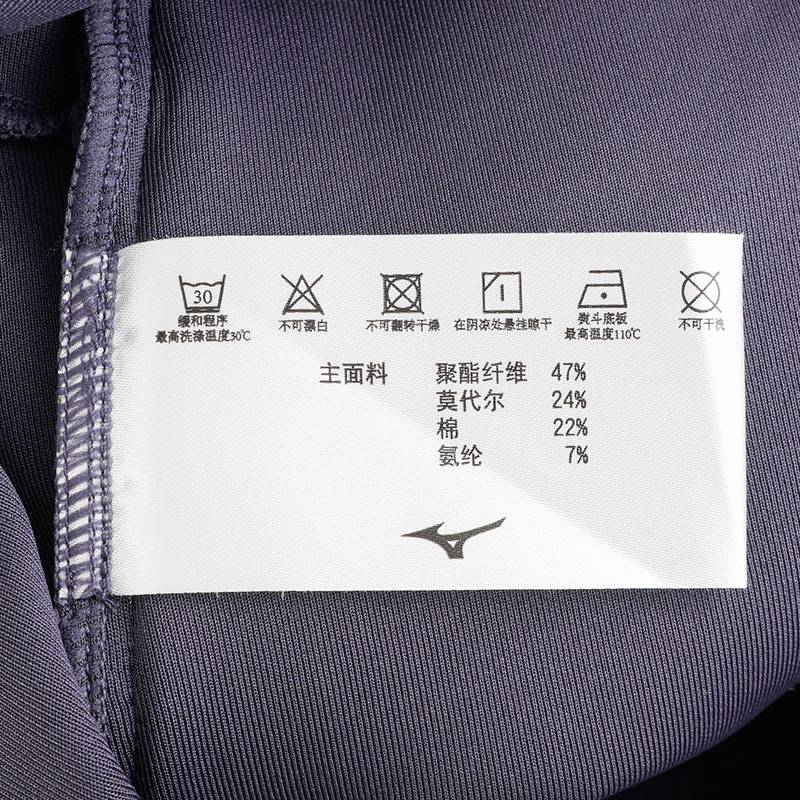 30
缓和程序
最高洗涤温度30℃
不可漂白
不可翻转干燥
在阴凉处悬挂晾干
熨斗底板
最高温度110℃
不可干洗
主面料 聚酯纤维 47%
莫代尔 24%
棉 22%
氨纶 7%